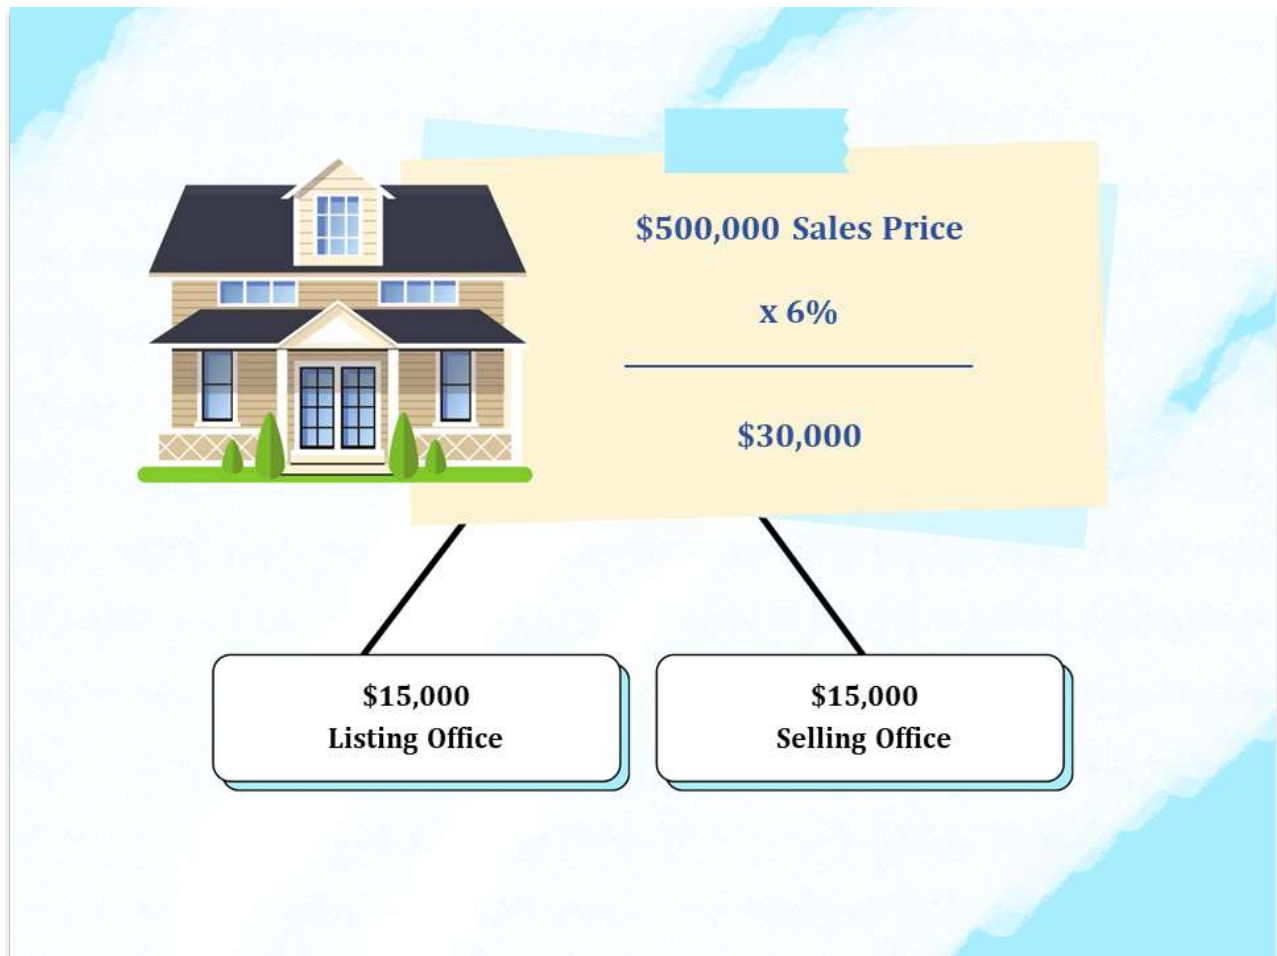 $500,000 Sales Price
x 6%
$30,000
$15,000
Listing Office
$15,000
Selling Office